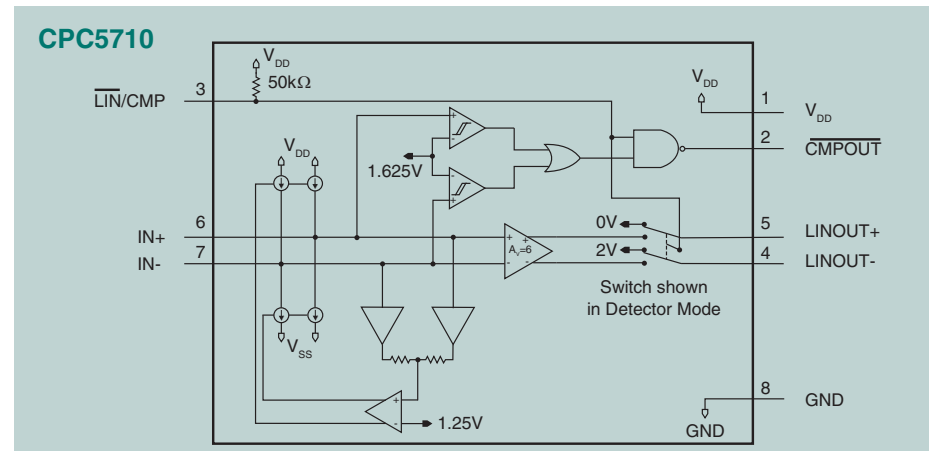 CPC5710
V_DD
50kΩ
3
LIN/CMP
V_DD
1
V_DD
2
CMPOUT
+
-
1.625V
-
+
V_DD
6
IN+
7
IN-
+ +
A_V=6
- -
0V
2V
5
LINOUT+
4
LINOUT-
Switch shown
in Detector Mode
V_SS
+
-
1.25V
8
GND
GND